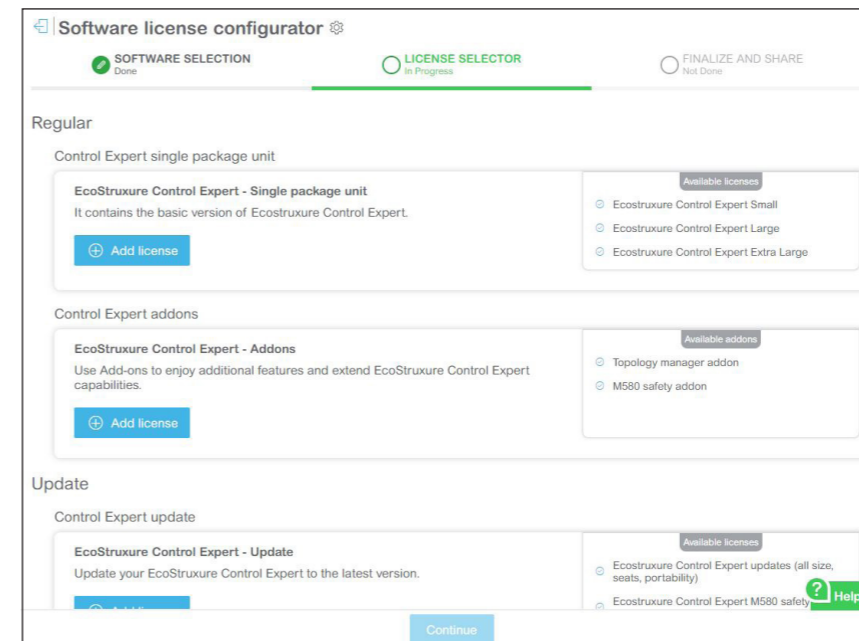 Software license configurator
SOFTWARE SELECTION
Done
LICENSE SELECTOR
In Progress
FINALIZE AND SHARE
Not Done
Regular
Control Expert single package unit
EcoStruxure Control Expert - Single package unit
It contains the basic version of Ecostruxure Control Expert.
Add license
Available licenses
Ecostruxure Control Expert Small
Ecostruxure Control Expert Large
Ecostruxure Control Expert Extra Large
Control Expert addons
EcoStruxure Control Expert - Addons
Use Add-ons to enjoy additional features and extend EcoStruxure Control Expert
capabilities.
Add license
Available addons
Topology manager addon
M580 safety addon
Update
Control Expert update
EcoStruxure Control Expert - Update
Update your EcoStruxure Control Expert to the latest version.
Available licenses
Ecostruxure Control Expert updates (all size,
seats, portability)
Ecostruxure Control Expert M580 safety
? Help
Continue